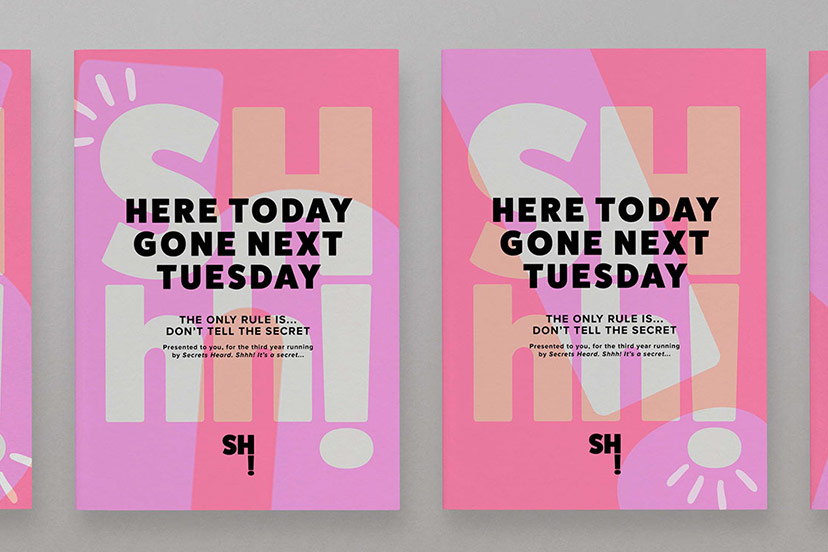 SH
hh!
HERE TODAY
GONE NEXT
TUESDAY
THE ONLY RULE IS...
DON'T TELL THE SECRET
Presented to you, for the third year running
by Secrets Heard. Shhh! It's a secret...
SH
!
SH
hh!
HERE TODAY
GONE NEXT
TUESDAY
THE ONLY RULE IS...
DON'T TELL THE SECRET
Presented to you, for the third year running
by Secrets Heard. Shhh! It's a secret...
SH
!